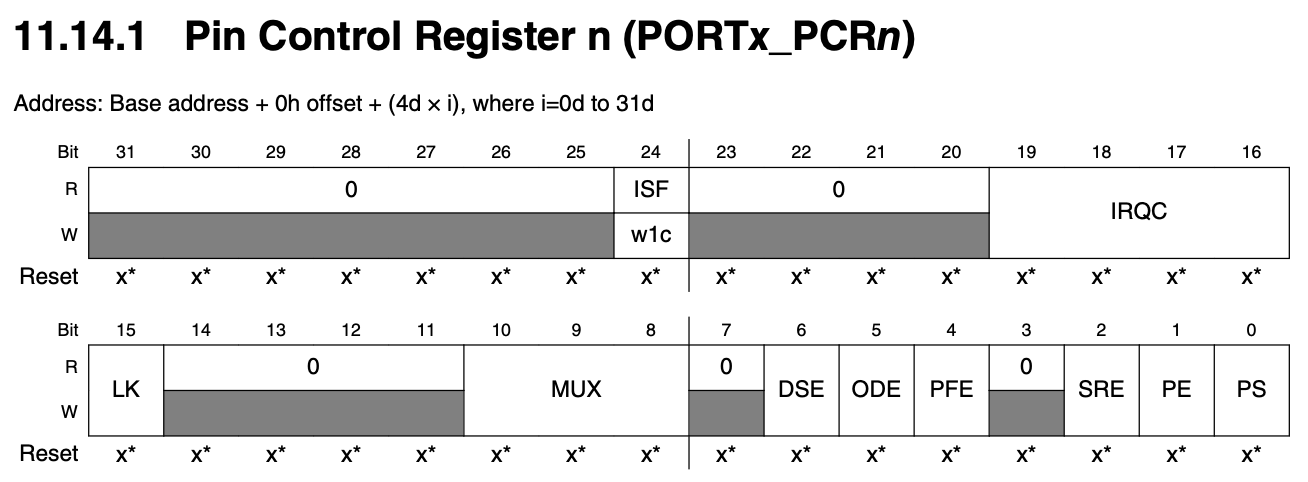 11.14.1 Pin Control Register n (PORTx_PCRn)
Address: Base address + 0h offset + (4d × i), where i=0d to 31d
Bit 31 30 29 28 27 26 25 24 23 22 21 20 19 18 17 16
R 0 ISF 0 IRQC
W w1c
Reset x* x* x* x* x* x* x* x* x* x* x* x* x* x* x* x*
Bit 15 14 13 12 11 10 9 8 7 6 5 4 3 2 1 0
R LK 0 MUX 0 DSE ODE PFE 0 SRE PE PS
W
Reset x* x* x* x* x* x* x* x* x* x* x* x* x* x* x* x*